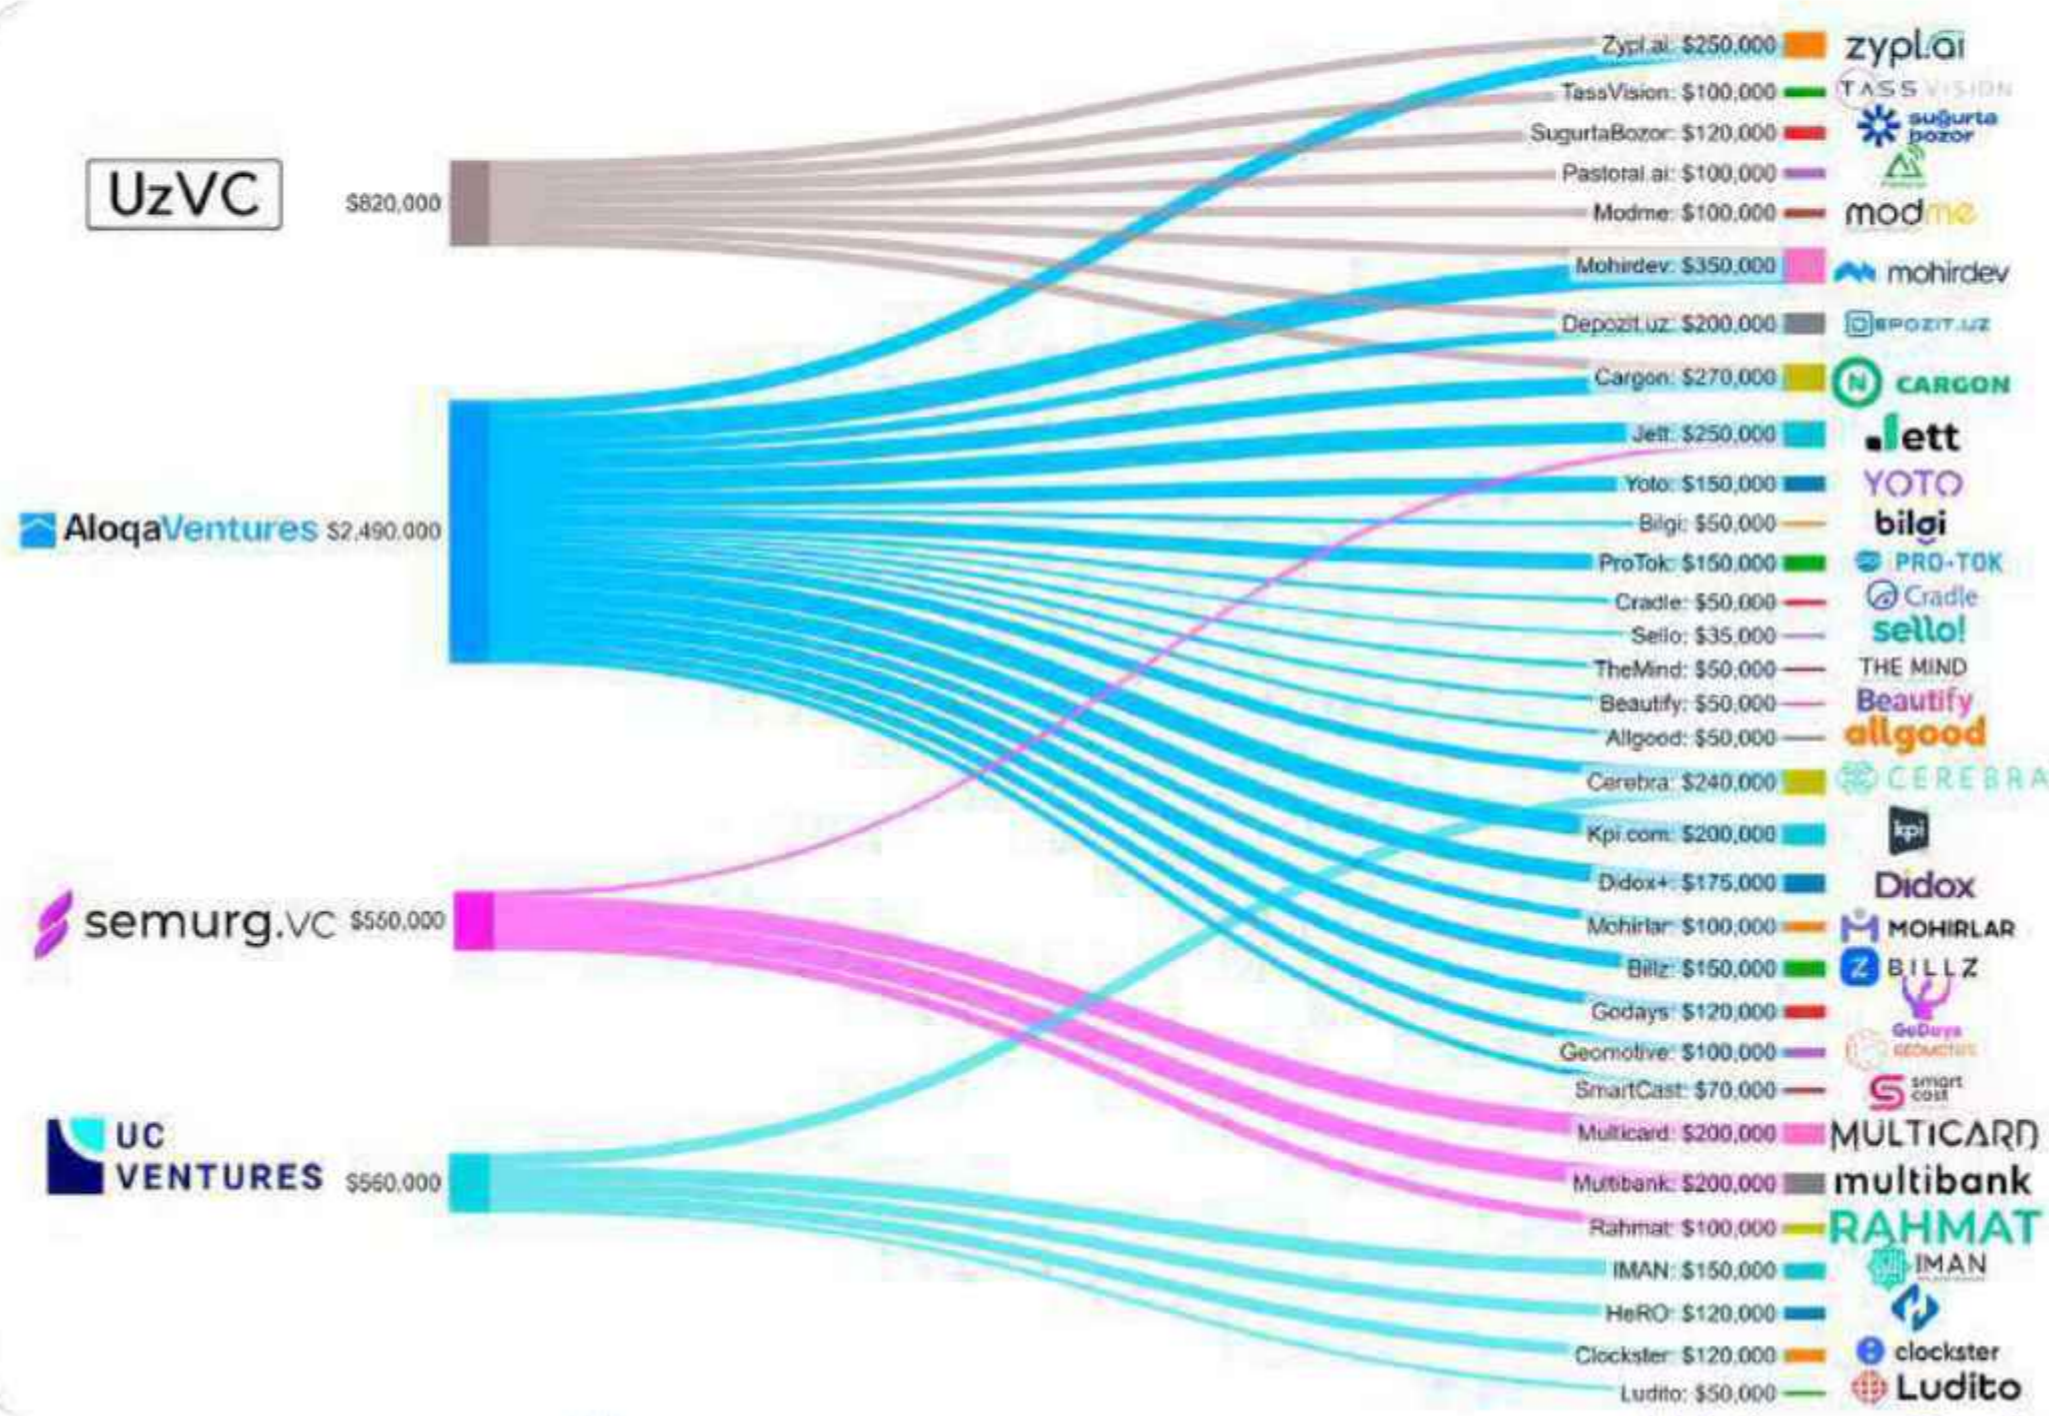 UzVC
$820,000
AloqaVentures
$2,490,000
semurg.vc
$550,000
UC
VENTURES
$560,000
Zypl.ai: $250,000
zypl.ai
TassVision: $100,000
TASS VISION
SugurtaBozor: $120,000
suğurta
bozor
Pastoral.ai: $100,000
Modme: $100,000
modme
Mohirdev: $350,000
mohirdev
Depozit.uz: $200,000
DEPOZIT.UZ
Cargon: $270,000
CARGON
Jett: $250,000
Jett
Yoto: $150,000
YOTO
Bilgi: $50,000
bilgi
ProTok: $150,000
PRO-TOK
Cradle: $50,000
Cradle
Sello: $35,000
sello!
TheMind: $50,000
THE MIND
Beautify: $50,000
Beautify
Allgood: $50,000
allgood
Cerebra: $240,000
CEREBRA
Kpi.com: $200,000
kpi
Didox+: $175,000
Didox
Mohirlar: $100,000
MOHIRLAR
Billz: $150,000
BILLZ
Godays: $120,000
GoDays
Geomotive: $100,000
GEOMOTIVE
SmartCast: $70,000
smart
cast
Multicard: $200,000
MULTICARD
Multibank: $200,000
multibank
Rahmat: $100,000
RAHMAT
IMAN: $150,000
IMAN
HeRO: $120,000
Clockster: $120,000
clockster
Ludito: $50,000
Ludito